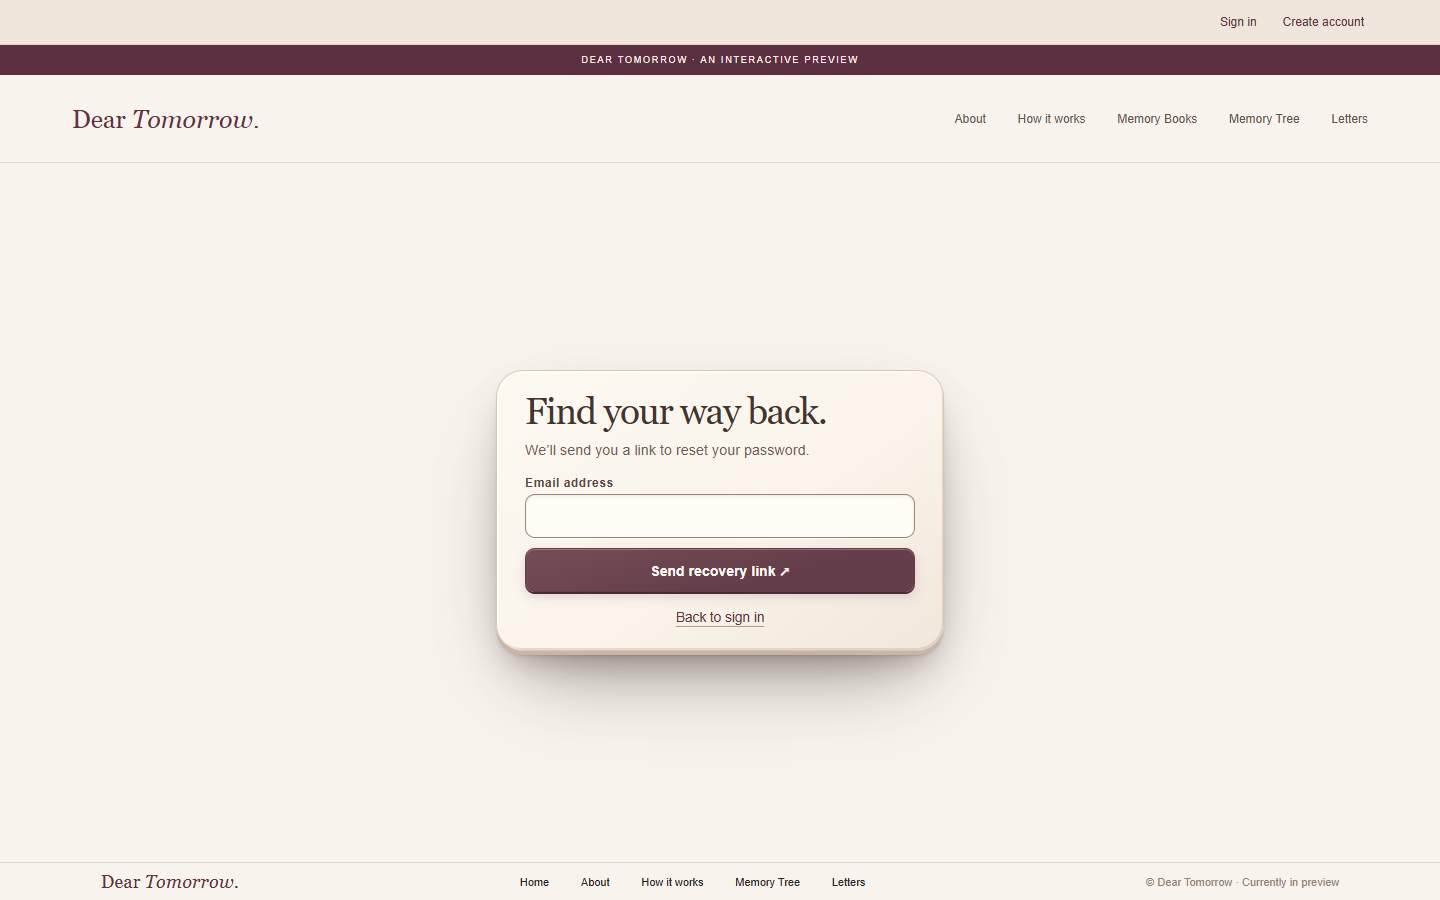 Sign in Create account
DEAR TOMORROW · AN INTERACTIVE PREVIEW
Dear Tomorrow.
About How it works Memory Books Memory Tree Letters
Find your way back.
We’ll send you a link to reset your password.
Email address
Send recovery link ↗
Back to sign in
Dear Tomorrow.
Home About How it works Memory Tree Letters
© Dear Tomorrow · Currently in preview